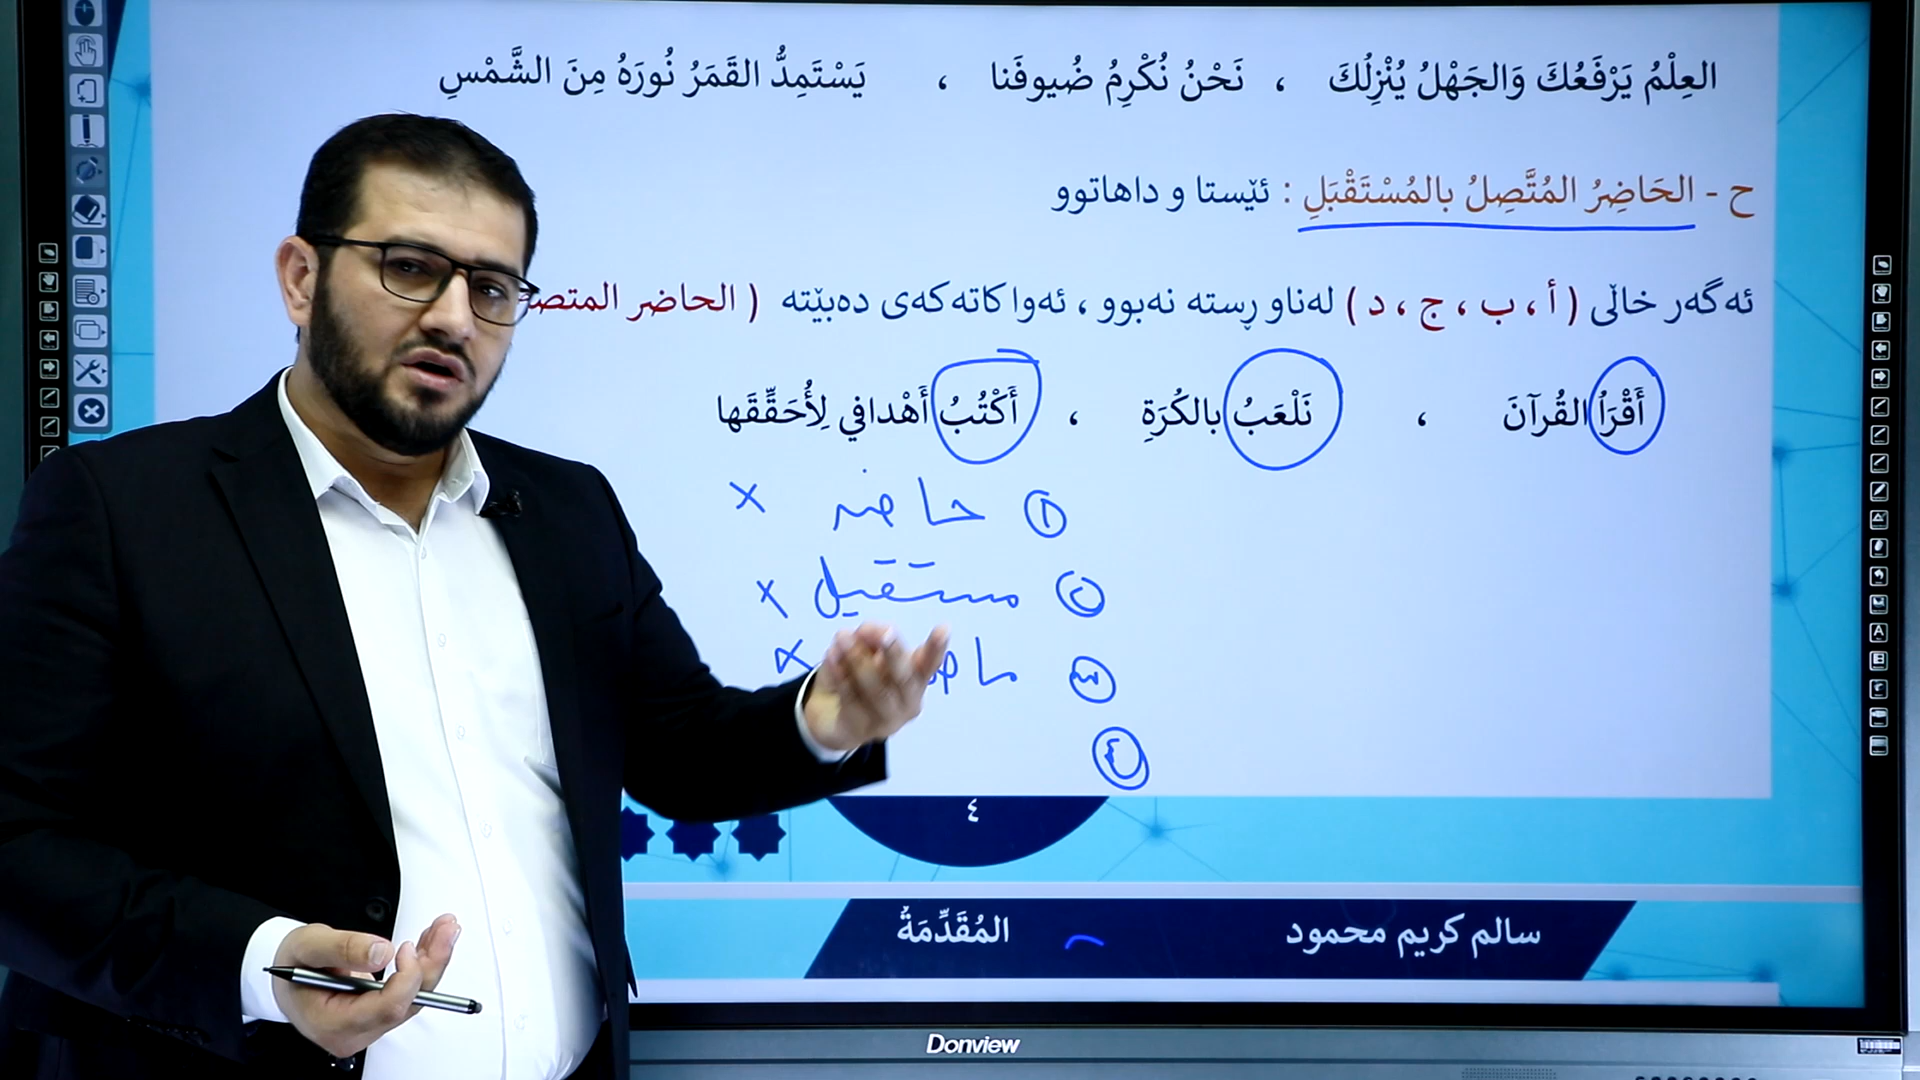 العِلْمُ يَرْفَعُكَ وَالجَهْلُ يُنْزِلُكَ ، نَحْنُ نُكْرِمُ ضُيوفَنا ، يَسْتَمِدُّ القَمَرُ نُورَهُ مِنَ الشَّمْسِ
ح - الحَاضِرُ المُتَّصِلُ بالمُسْتَقْبَلِ : ئێستا و داهاتوو
ئەگەر خاڵی ( أ ، ب ، ج ، د ) لەناو ڕستە نەبوو ، ئەوا كاتەكەی دەبێتە ( الحاضر
أَقْرَأُ القُرآنَ ، نَلْعَبُ بالكُرَةِ ، أَكْتُبُ أَهْدافي لِأُحَقِّقَها
١ حاضر ×
٢ مستقبل ×
٣ ×
٤
٤
سالم كريم محمود المُقَدِّمَةُ
Donview